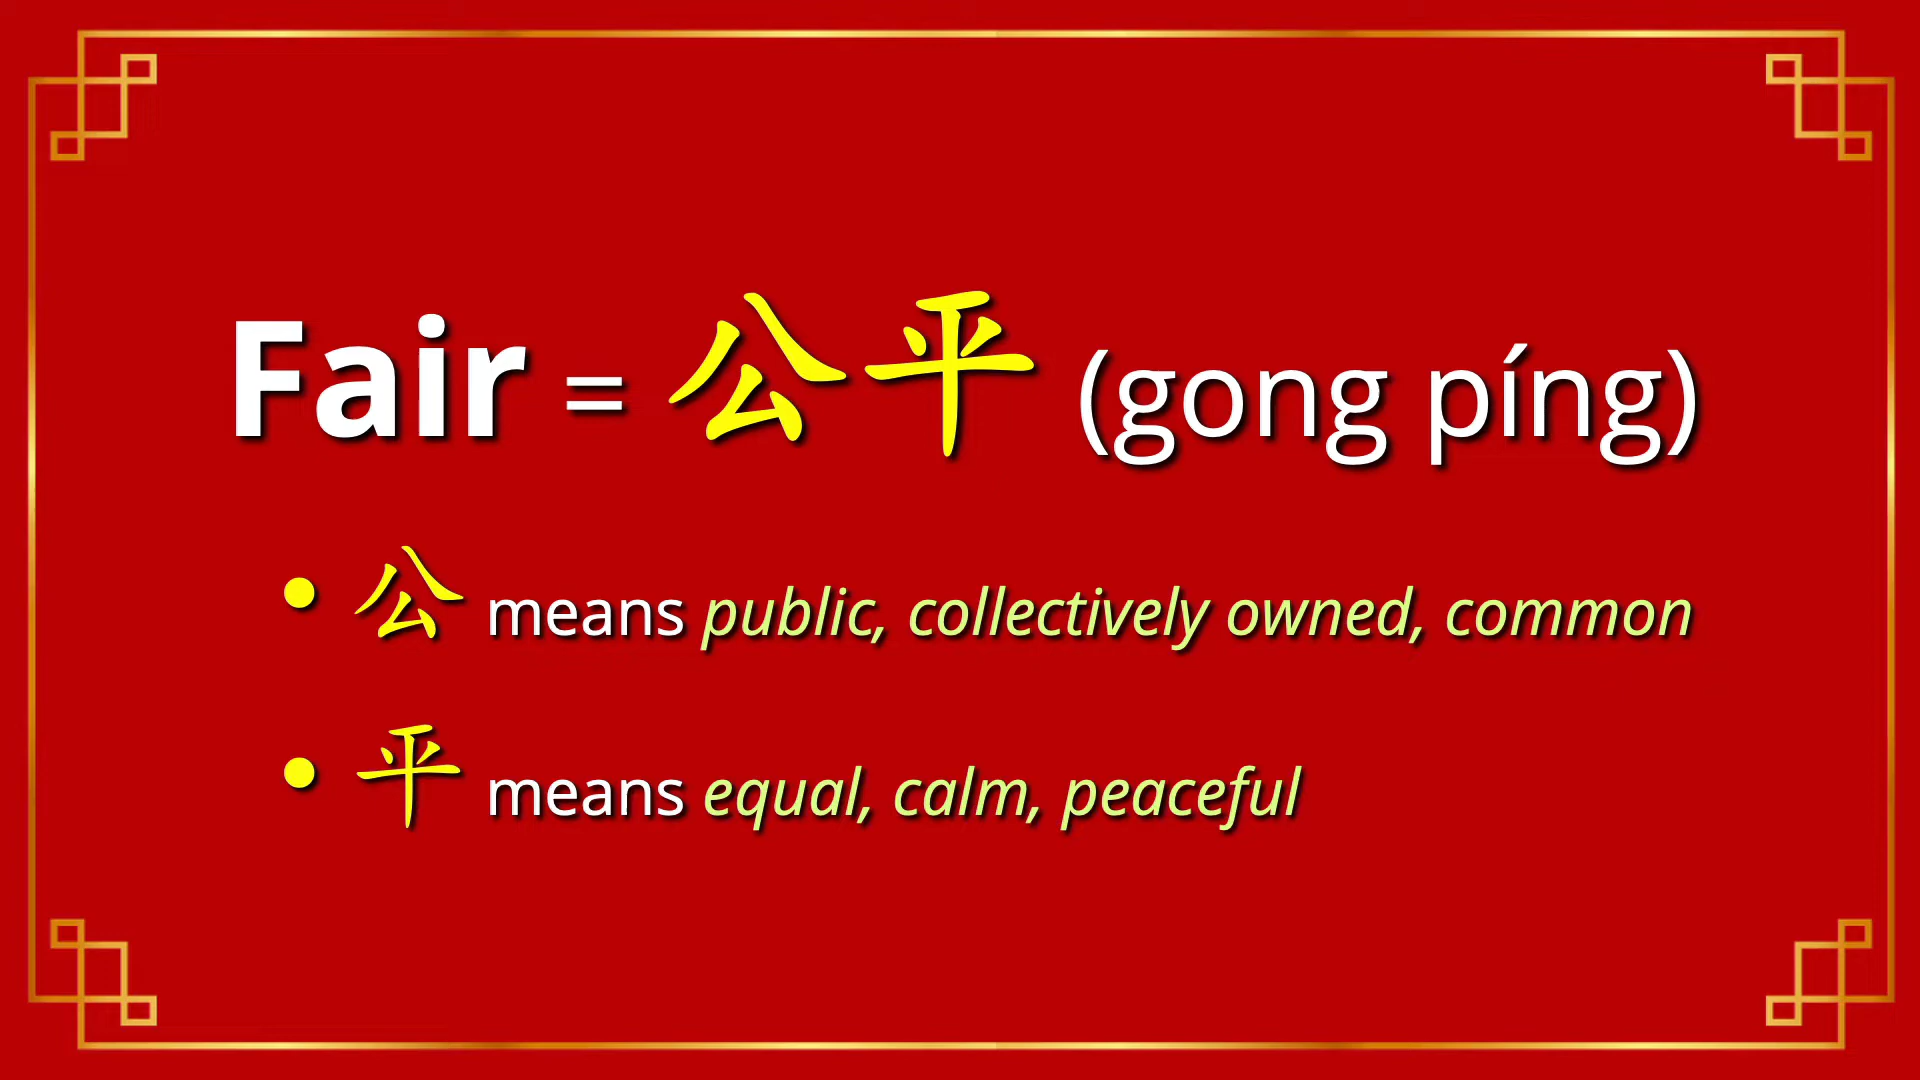 Fair = 公平 (gong píng)
• 公 means public, collectively owned, common
• 平 means equal, calm, peaceful